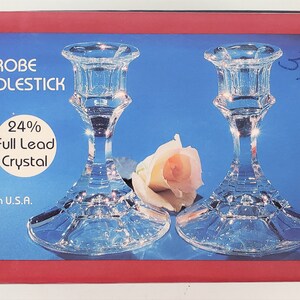 ROBE
DLESTICK
24%
Full Lead
Crystal
U.S.A.